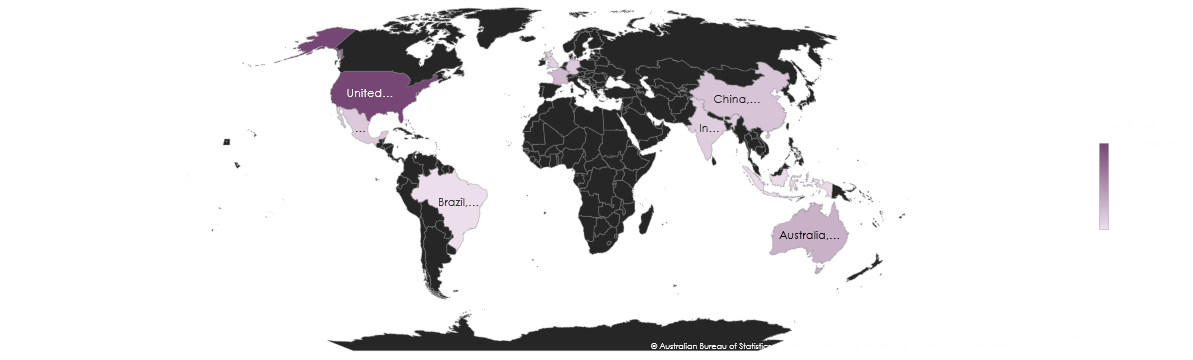 United...
...
China,...
In...
Brazil,...
Australia,...
© Australian Bureau of Statistics